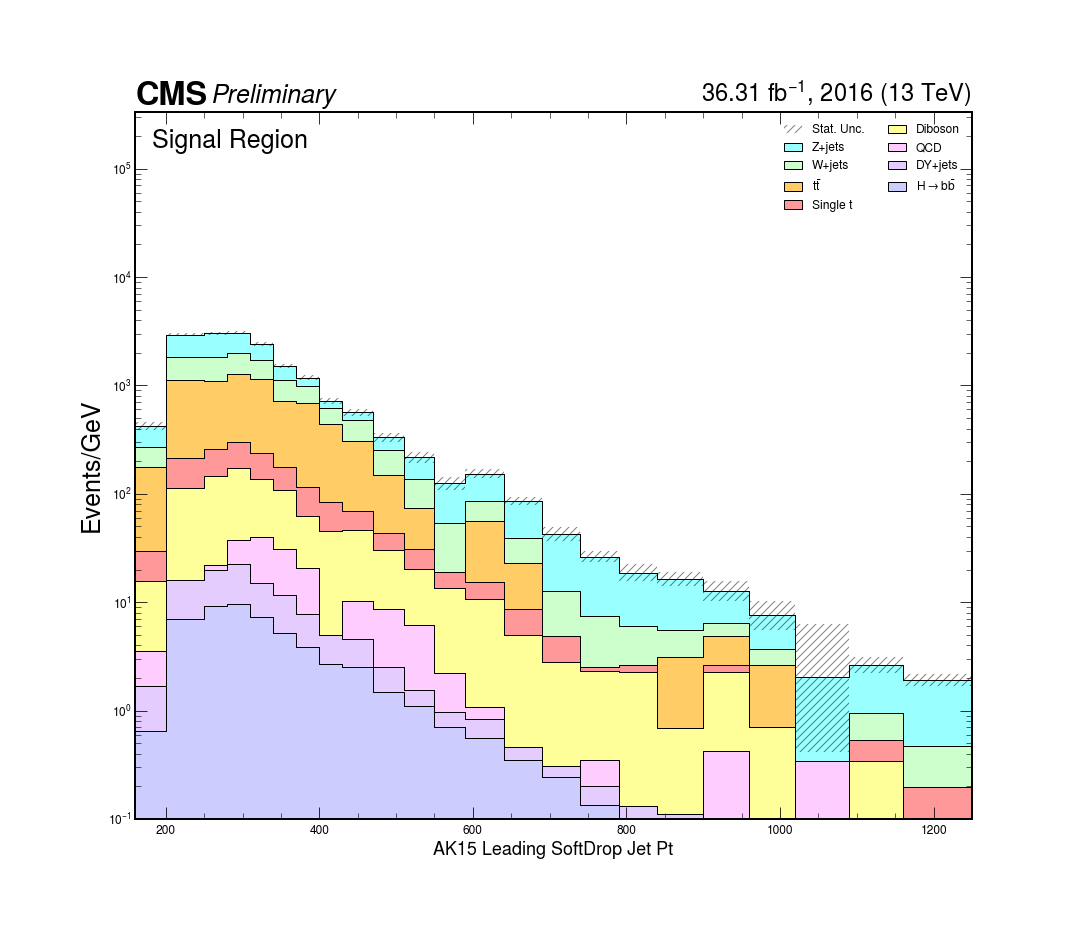 CMS Preliminary
36.31 fb⁻¹, 2016 (13 TeV)
Signal Region
Stat. Unc.
Z+jets
W+jets
tt̄
Single t
Diboson
QCD
DY+jets
H→bb̄
Events/GeV
10⁵
10⁴
10³
10²
10¹
10⁰
10⁻¹
200 400 600 800 1000 1200
AK15 Leading SoftDrop Jet Pt